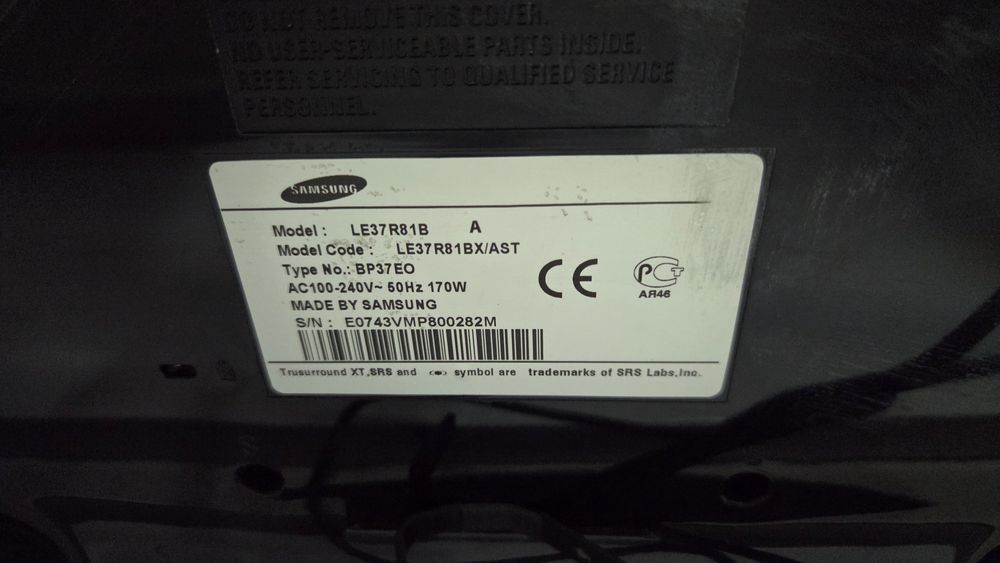 DO NOT REMOVE THIS COVER.
NO USER-SERVICEABLE PARTS INSIDE.
REFER SERVICING TO QUALIFIED SERVICE
PERSONNEL.
SAMSUNG
Model : LE37R81B A
Model Code : LE37R81BX/AST
Type No.: BP37EO
AC100-240V~ 50Hz 170W
MADE BY SAMSUNG
S/N : E0743VMP800282M
CE
РСТ
АЯ46
Trusurround XT,SRS and (●) symbol are trademarks of SRS Labs,Inc.